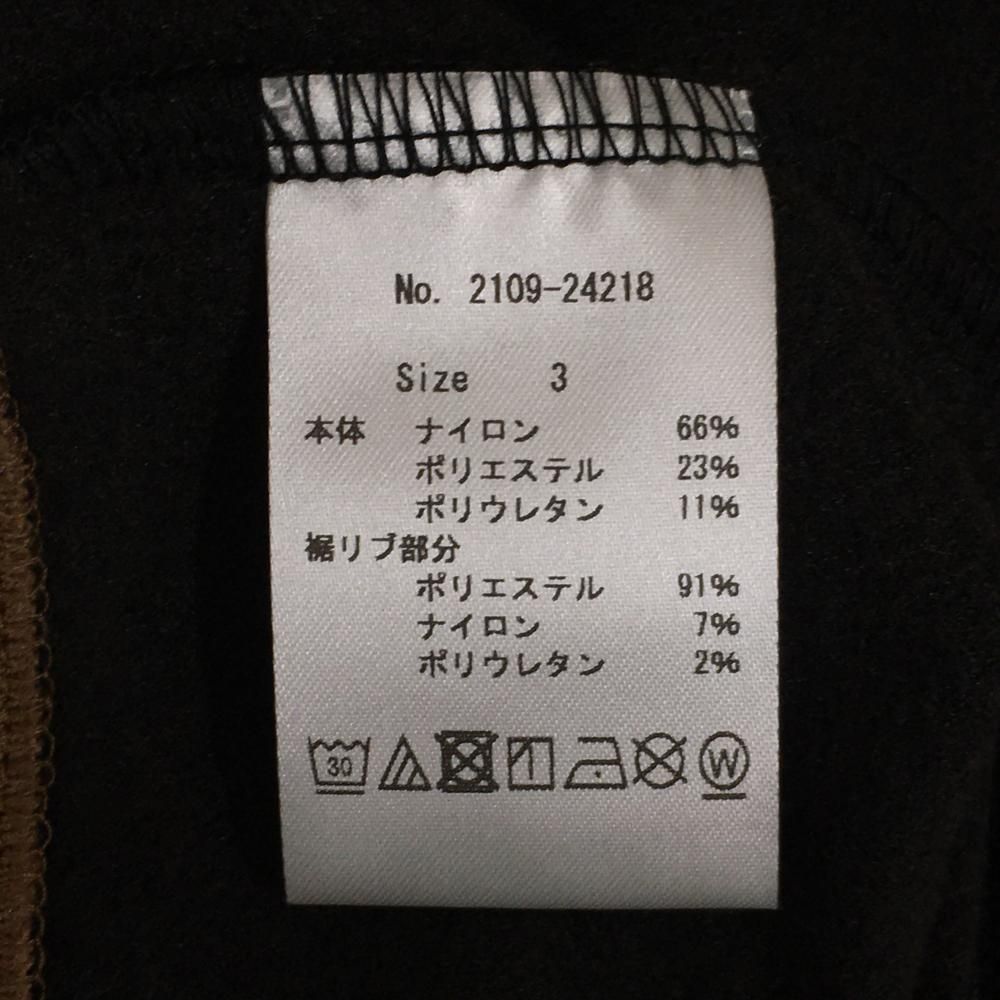 No. 2109-24218
Size 3
本体 ナイロン 66%
ポリエステル 23%
ポリウレタン 11%
裾リブ部分
ポリエステル 91%
ナイロン 7%
ポリウレタン 2%
30 W